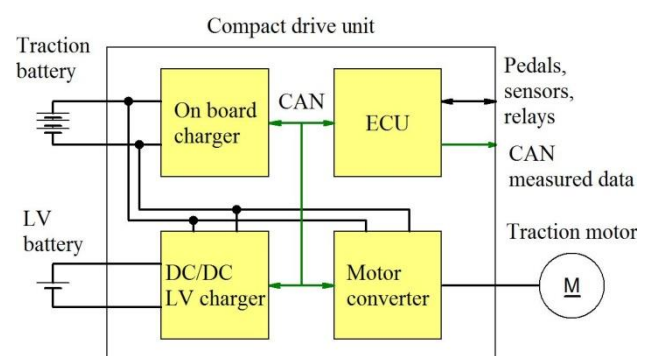 Compact drive unit
Traction
battery
On board
charger
CAN
ECU
Pedals,
sensors,
relays
CAN
measured data
LV
battery
DC/DC
LV charger
Motor
converter
Traction motor
M